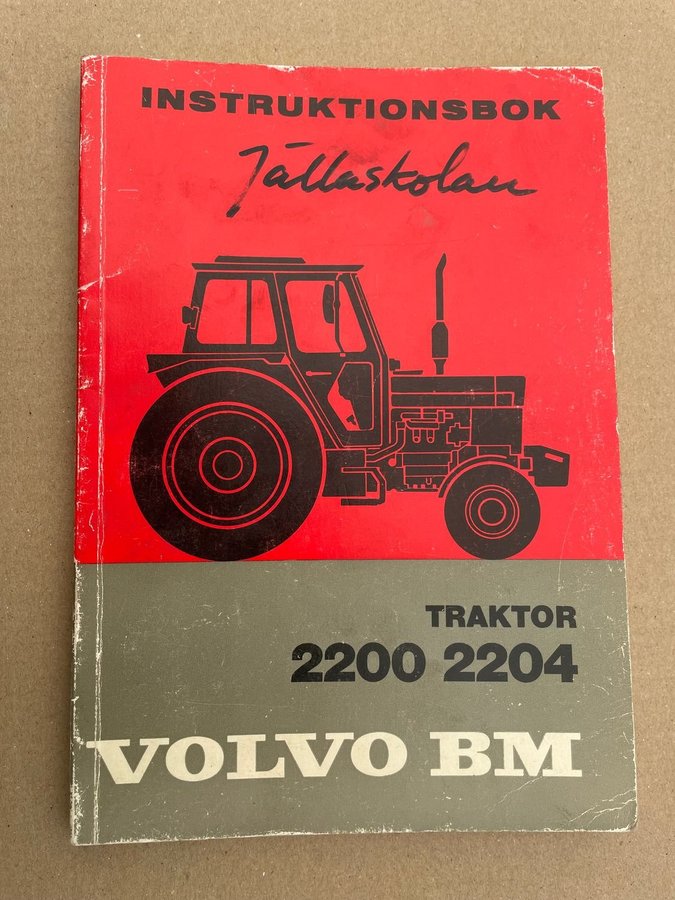 INSTRUKTIONSBOK
Jällaskolan
TRAKTOR
2200 2204
VOLVO BM